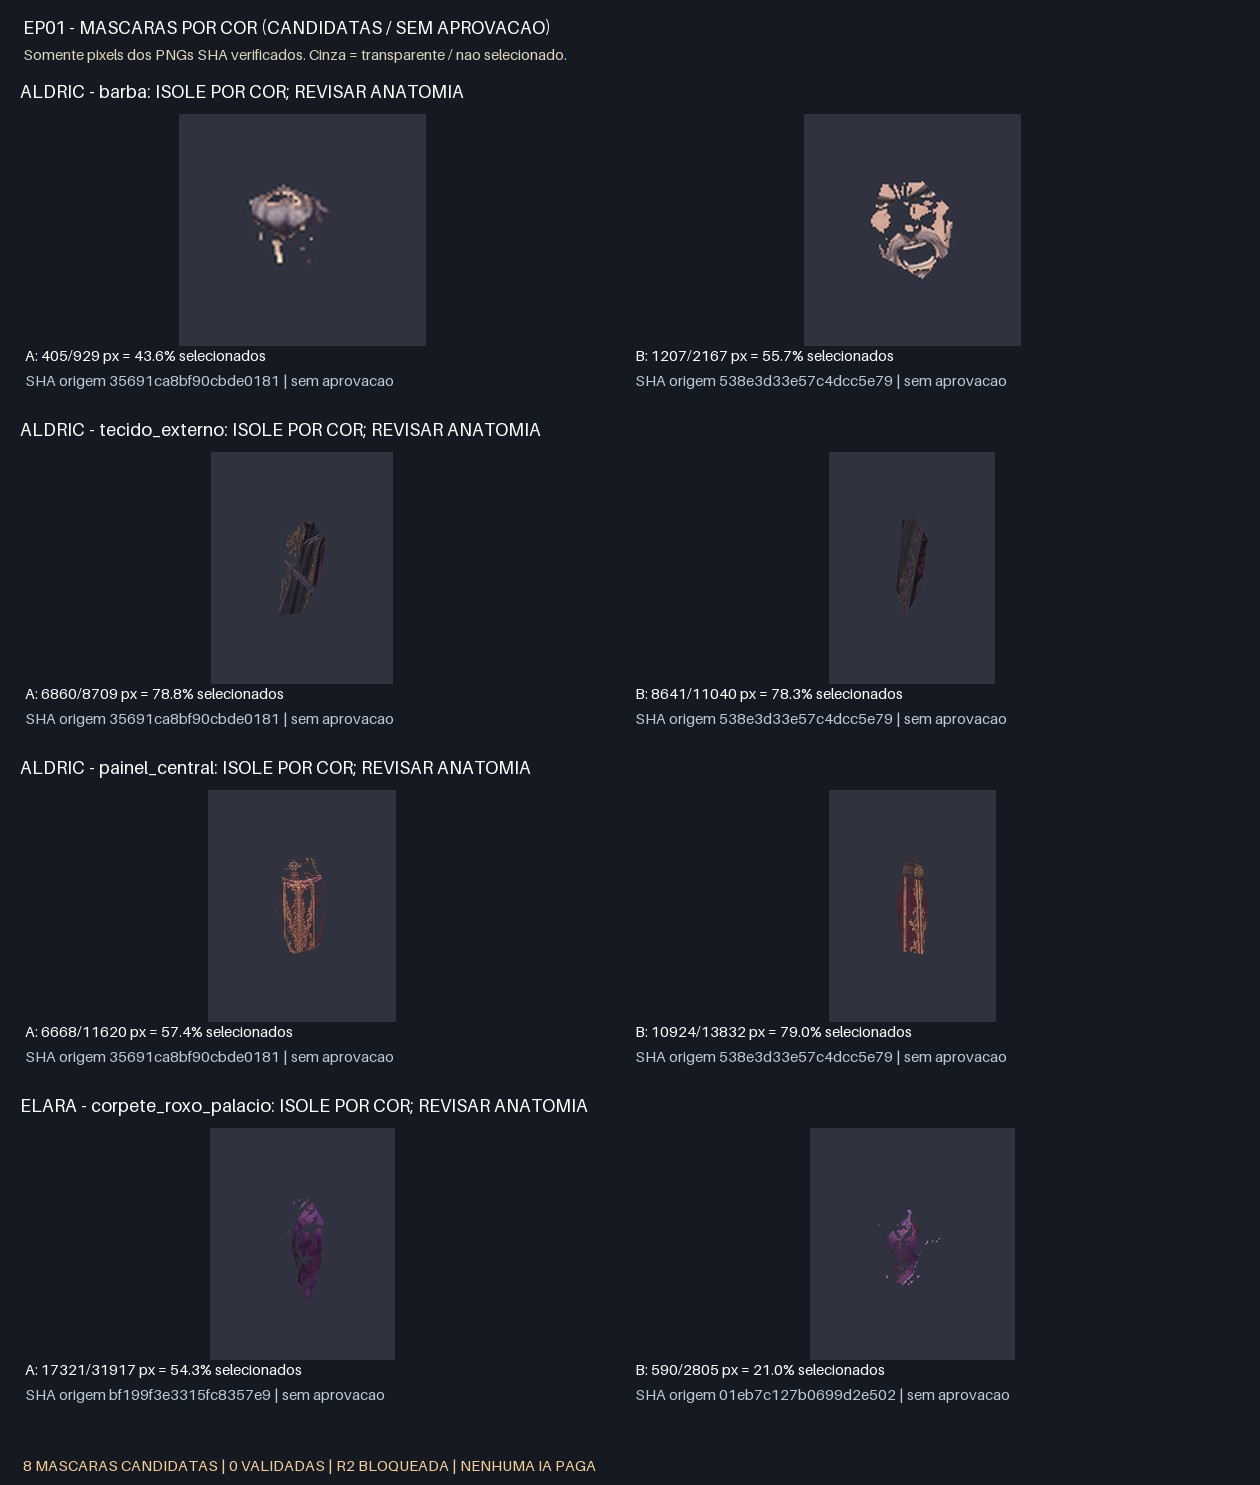 EP01 - MASCARAS POR COR (CANDIDATAS / SEM APROVACAO)
Somente pixels dos PNGs SHA verificados. Cinza = transparente / nao selecionado.
ALDRIC - barba: ISOLE POR COR; REVISAR ANATOMIA
A: 405/929 px = 43.6% selecionados
B: 1207/2167 px = 55.7% selecionados
SHA origem 35691ca8bf90cbde0181 | sem aprovacao
SHA origem 538e3d33e57c4dcc5e79 | sem aprovacao
ALDRIC - tecido_externo: ISOLE POR COR; REVISAR ANATOMIA
A: 6860/8709 px = 78.8% selecionados
B: 8641/11040 px = 78.3% selecionados
SHA origem 35691ca8bf90cbde0181 | sem aprovacao
SHA origem 538e3d33e57c4dcc5e79 | sem aprovacao
ALDRIC - painel_central: ISOLE POR COR; REVISAR ANATOMIA
A: 6668/11620 px = 57.4% selecionados
B: 10924/13832 px = 79.0% selecionados
SHA origem 35691ca8bf90cbde0181 | sem aprovacao
SHA origem 538e3d33e57c4dcc5e79 | sem aprovacao
ELARA - corpete_roxo_palacio: ISOLE POR COR; REVISAR ANATOMIA
A: 17321/31917 px = 54.3% selecionados
B: 590/2805 px = 21.0% selecionados
SHA origem bf199f3e3315fc8357e9 | sem aprovacao
SHA origem 01eb7c127b0699d2e502 | sem aprovacao
8 MASCARAS CANDIDATAS | 0 VALIDADAS | R2 BLOQUEADA | NENHUMA IA PAGA